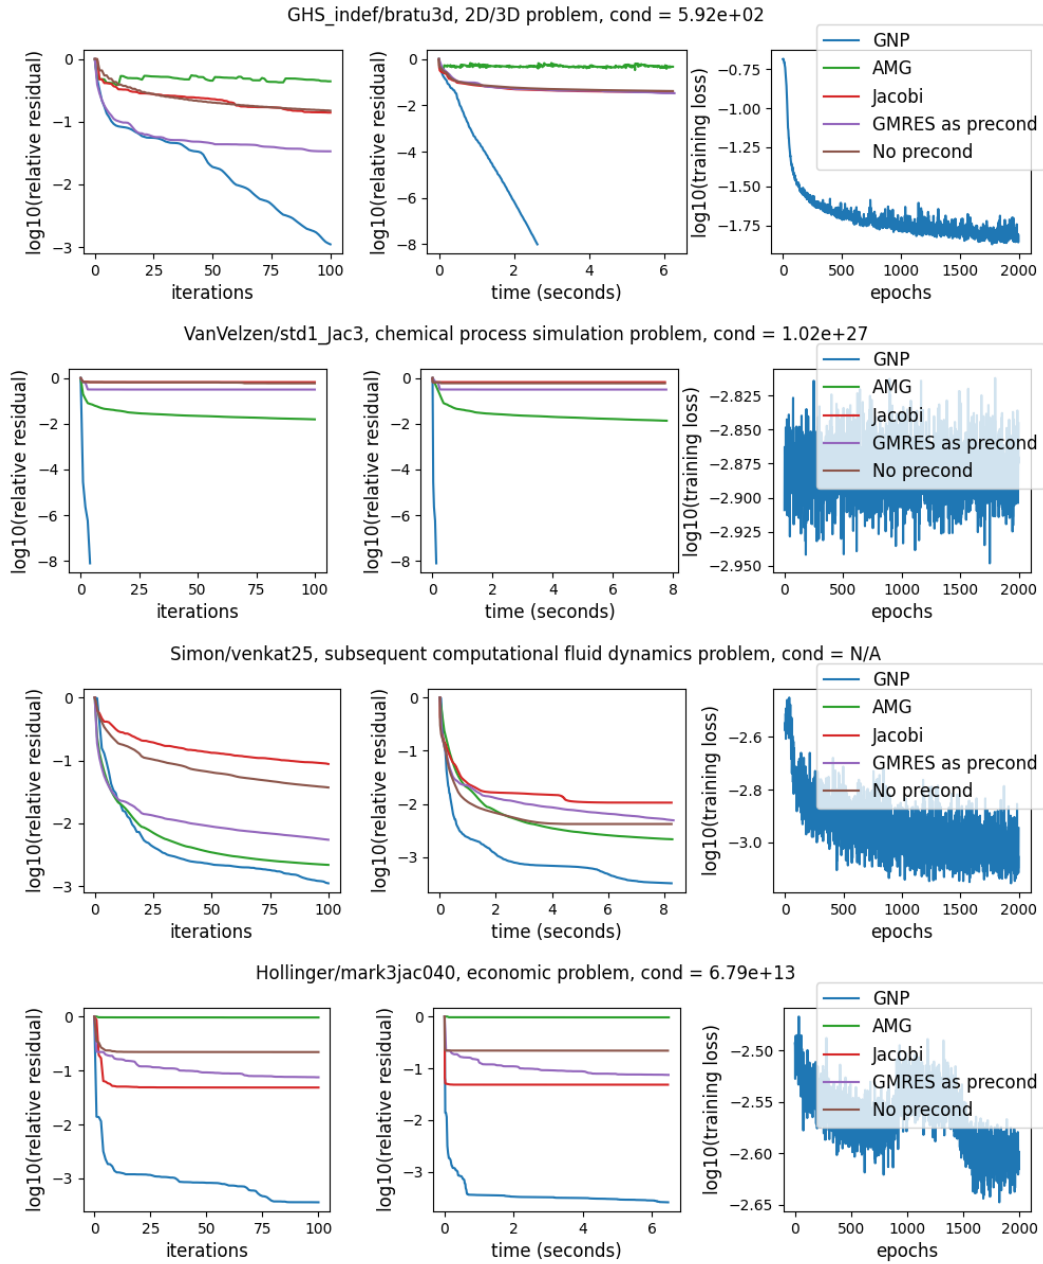 GHS_indef/bratu3d, 2D/3D problem, cond = 5.92e+02
log10(relative residual)
0
−1
−2
−3
0 25 50 75 100
iterations
log10(relative residual)
0
−2
−4
−6
−8
0 2 4 6
time (seconds)
log10(training loss)
−0.75
−1.00
−1.25
−1.50
−1.75
0 500 1000 1500 2000
epochs
GNP
AMG
Jacobi
GMRES as precond
No precond
VanVelzen/std1_Jac3, chemical process simulation problem, cond = 1.02e+27
log10(relative residual)
0
−2
−4
−6
−8
0 25 50 75 100
iterations
log10(relative residual)
0
−2
−4
−6
−8
0 2 4 6 8
time (seconds)
log10(training loss)
−2.825
−2.850
−2.875
−2.900
−2.925
−2.950
0 500 1000 1500 2000
epochs
GNP
AMG
Jacobi
GMRES as precond
No precond
Simon/venkat25, subsequent computational fluid dynamics problem, cond = N/A
log10(relative residual)
0
−1
−2
−3
0 25 50 75 100
iterations
log10(relative residual)
0
−1
−2
−3
0 2 4 6 8
time (seconds)
log10(training loss)
−2.6
−2.8
−3.0
0 500 1000 1500 2000
epochs
GNP
AMG
Jacobi
GMRES as precond
No precond
Hollinger/mark3jac040, economic problem, cond = 6.79e+13
log10(relative residual)
0
−1
−2
−3
0 25 50 75 100
iterations
log10(relative residual)
0
−1
−2
−3
0 2 4 6
time (seconds)
log10(training loss)
−2.50
−2.55
−2.60
−2.65
0 500 1000 1500 2000
epochs
GNP
AMG
Jacobi
GMRES as precond
No precond